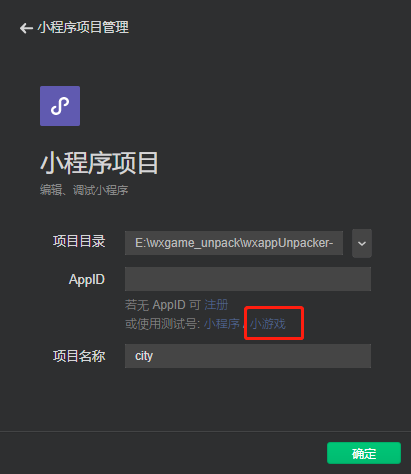 小程序项目管理
小程序项目
编辑、调试小程序
项目目录 E:\wxgame_unpack\wxappUnpacker-
AppID
若无 AppID 可 注册
或使用测试号: 小程序 / 小游戏
项目名称 city
确定